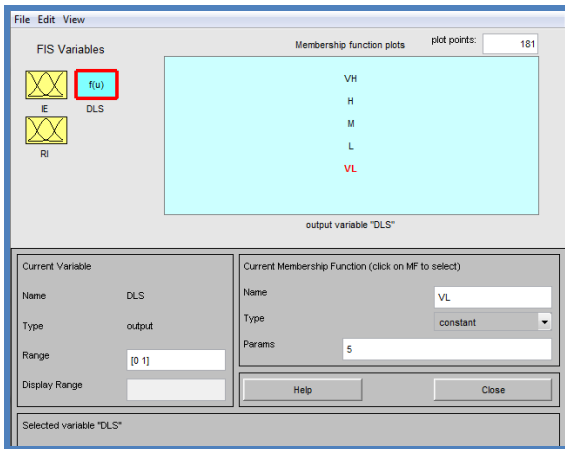 File Edit View
FIS Variables
f(u)
IE
DLS
RI
Membership function plots
plot points:
181
VH
H
M
L
VL
output variable "DLS"
Current Variable
Name
DLS
Type
output
Range
[0 1]
Display Range
Current Membership Function (click on MF to select)
Name
VL
Type
constant
Params
5
Help
Close
Selected variable "DLS"